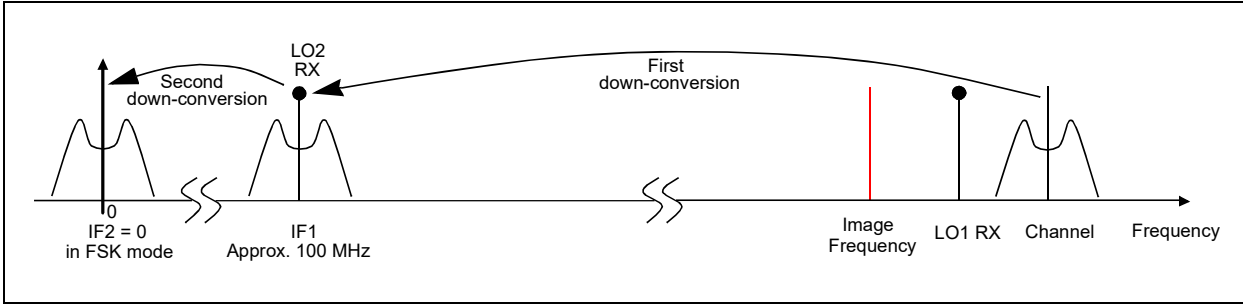 LO2
RX
Second
down-conversion
First
down-conversion
0
IF2 = 0
in FSK mode
IF1
Approx. 100 MHz
Image
Frequency
LO1 RX
Channel
Frequency